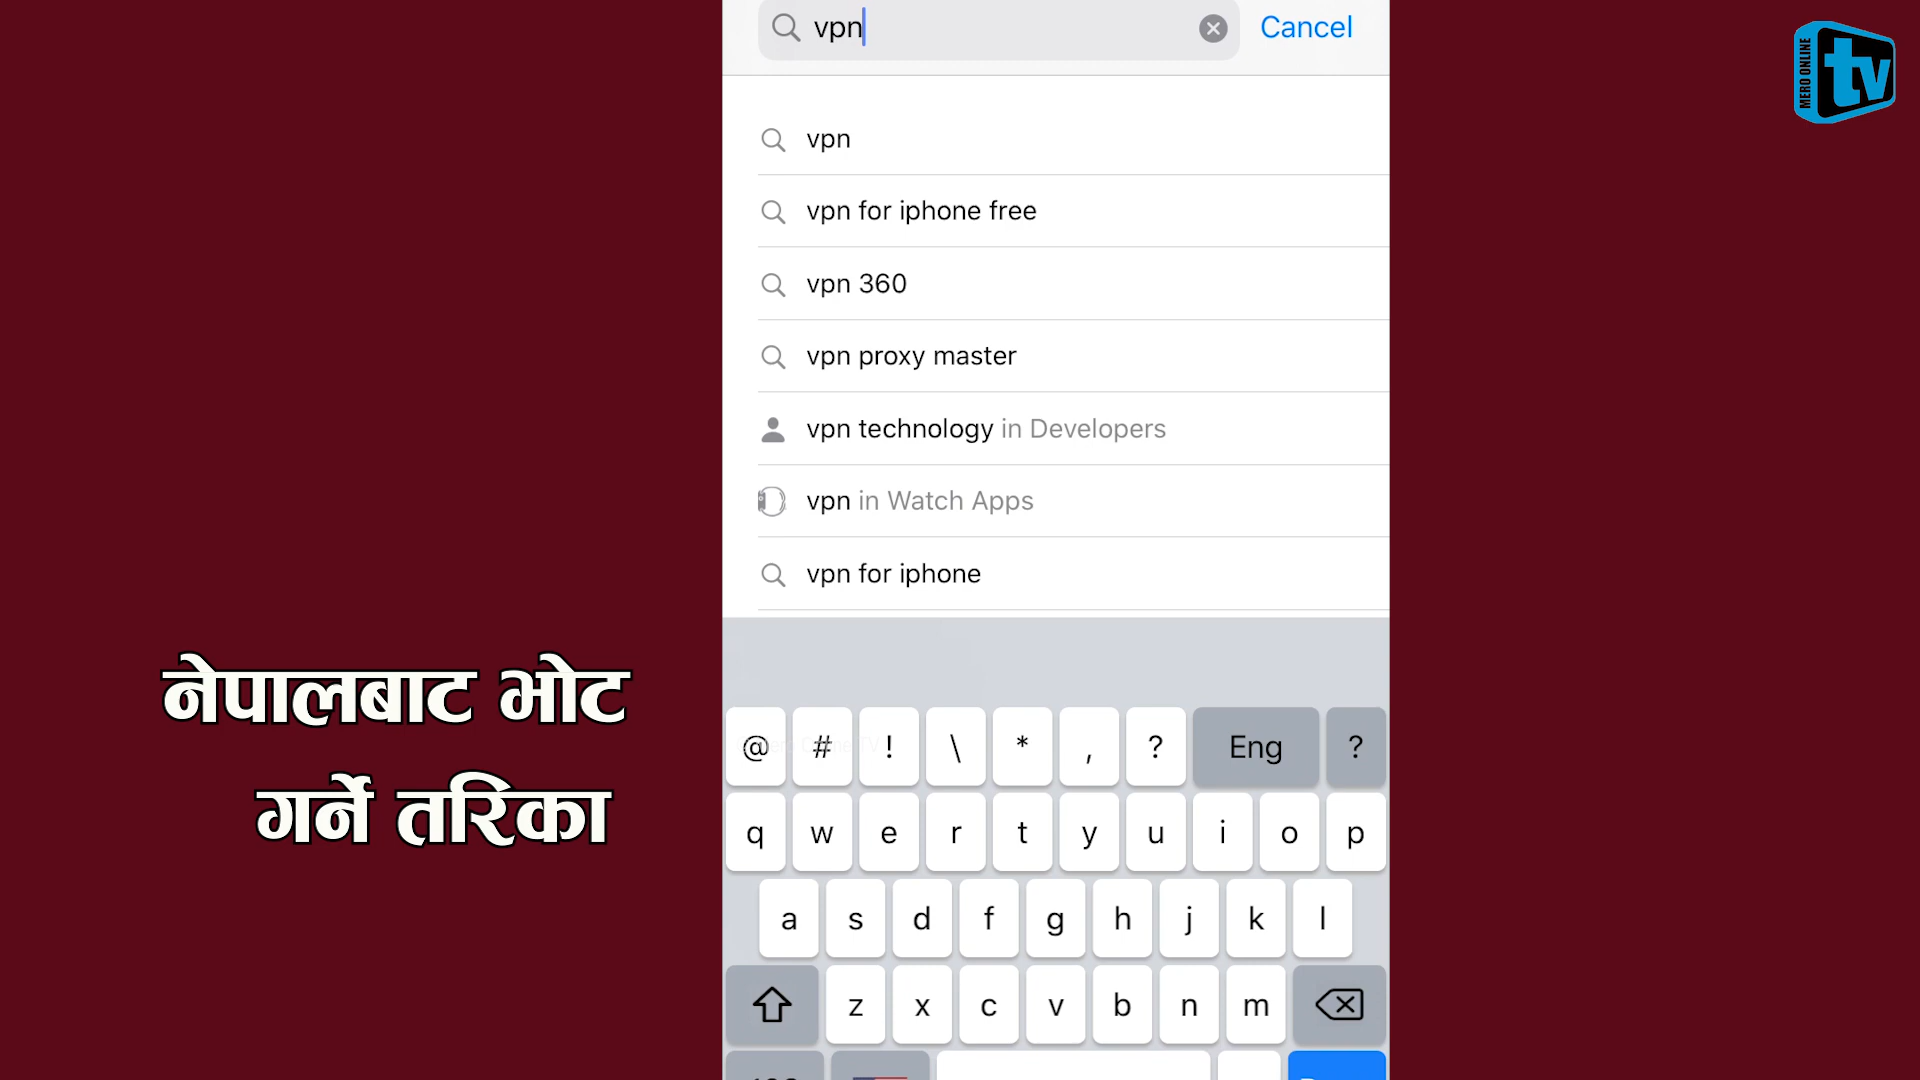 vpn
Cancel
MERO ONLINE
tv
vpn
vpn for iphone free
vpn 360
vpn proxy master
vpn technology in Developers
vpn in Watch Apps
vpn for iphone
नेपालबाट भोट
गर्ने तरिका
@ # ! \ * , ? Eng ?
q w e r t y u i o p
a s d f g h j k l
z x c v b n m